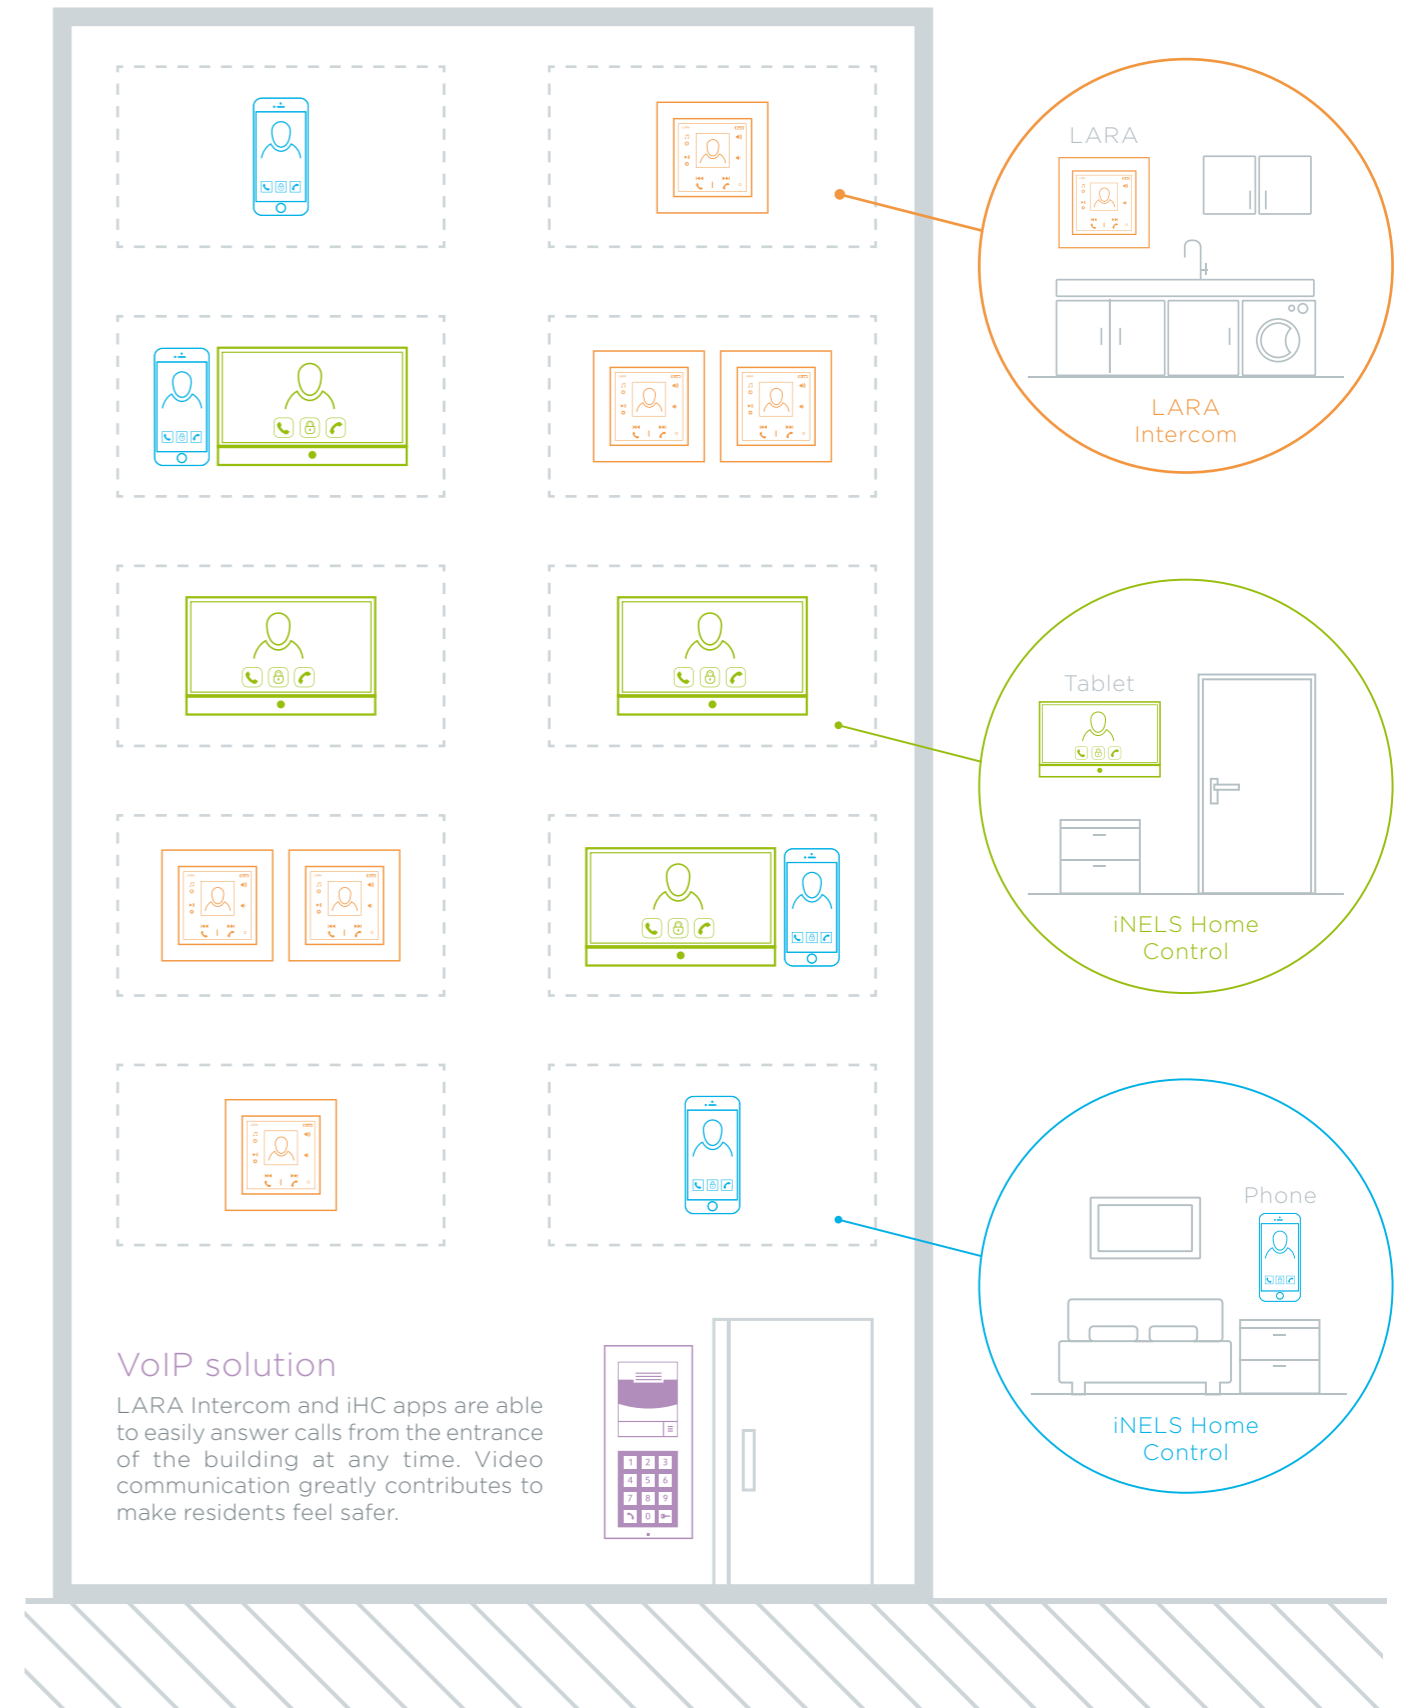 LARA
LARA
Intercom
Tablet
iNELS Home
Control
Phone
iNELS Home
Control
VoIP solution
LARA Intercom and iHC apps are able
to easily answer calls from the entrance
of the building at any time. Video
communication greatly contributes to
make residents feel safer.
1 2 3
4 5 6
7 8 9
0